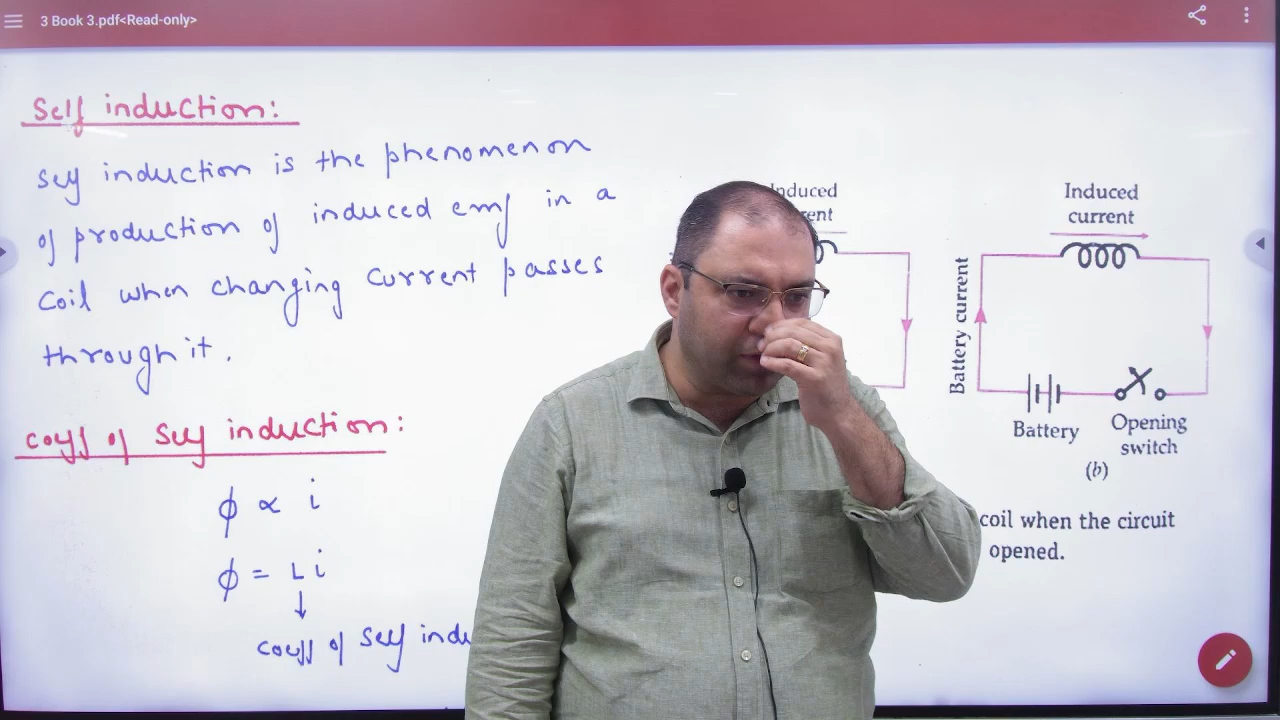 3 Book 3.pdf<Read-only>
Self induction:
Self induction is the phenomenon
of production of induced emf in a
coil when changing current passes
through it.
Coeff of Self induction:
ϕ ∝ i
ϕ = L i
↓
coeff of self indu
Induced
Induced
current
Battery current
Battery
Opening
switch
(b)
coil when the circuit
opened.